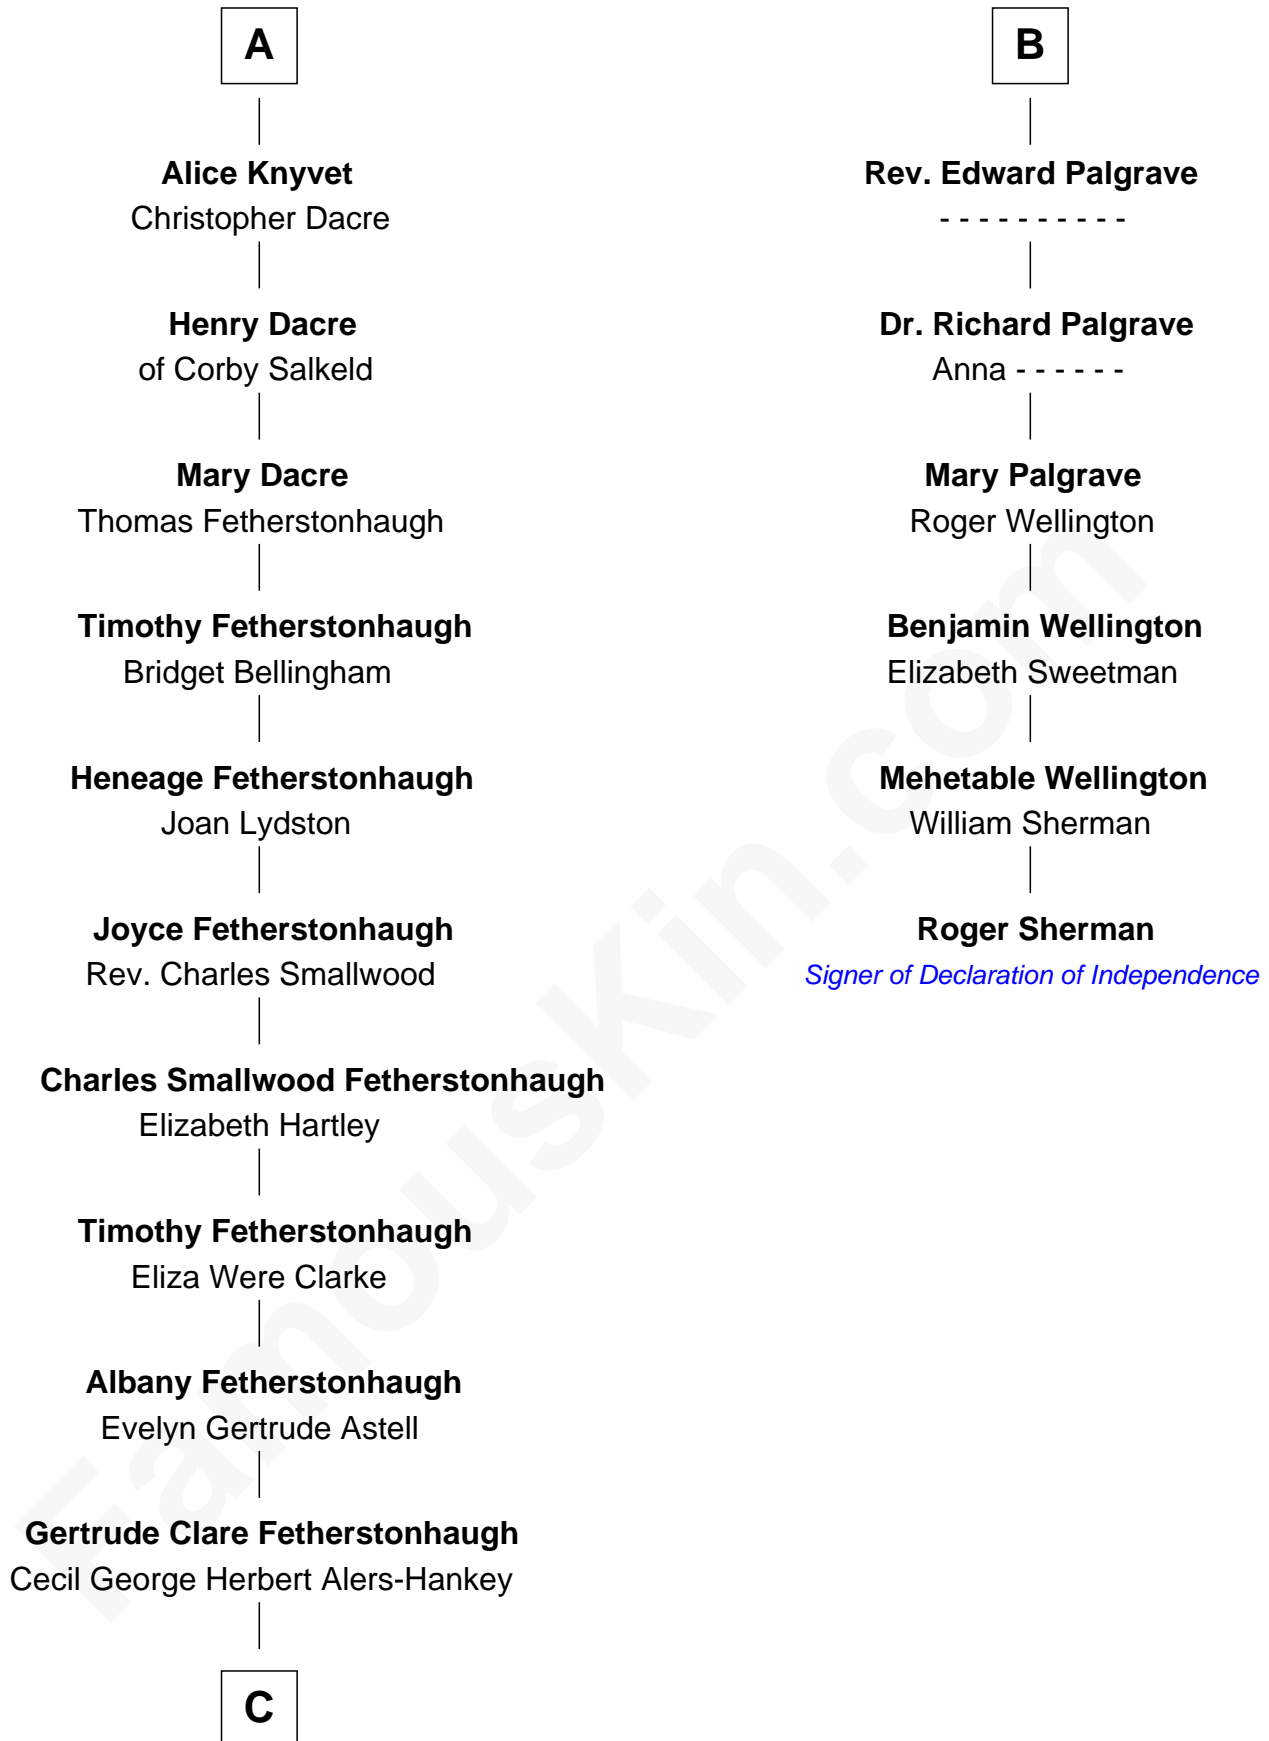 A
Alice Knyvet
Christopher Dacre
Henry Dacre
of Corby Salkeld
Mary Dacre
Thomas Fetherstonhaugh
Timothy Fetherstonhaugh
Bridget Bellingham
Heneage Fetherstonhaugh
Joan Lydston
Joyce Fetherstonhaugh
Rev. Charles Smallwood
Charles Smallwood Fetherstonhaugh
Elizabeth Hartley
Timothy Fetherstonhaugh
Eliza Were Clarke
Albany Fetherstonhaugh
Evelyn Gertrude Astell
Gertrude Clare Fetherstonhaugh
Cecil George Herbert Alers-Hankey
C
B
Rev. Edward Palgrave
- - - - - - - - - -
Dr. Richard Palgrave
Anna - - - - - -
Mary Palgrave
Roger Wellington
Benjamin Wellington
Elizabeth Sweetman
Mehetable Wellington
William Sherman
Roger Sherman
Signer of Declaration of Independence
FamousKin.com